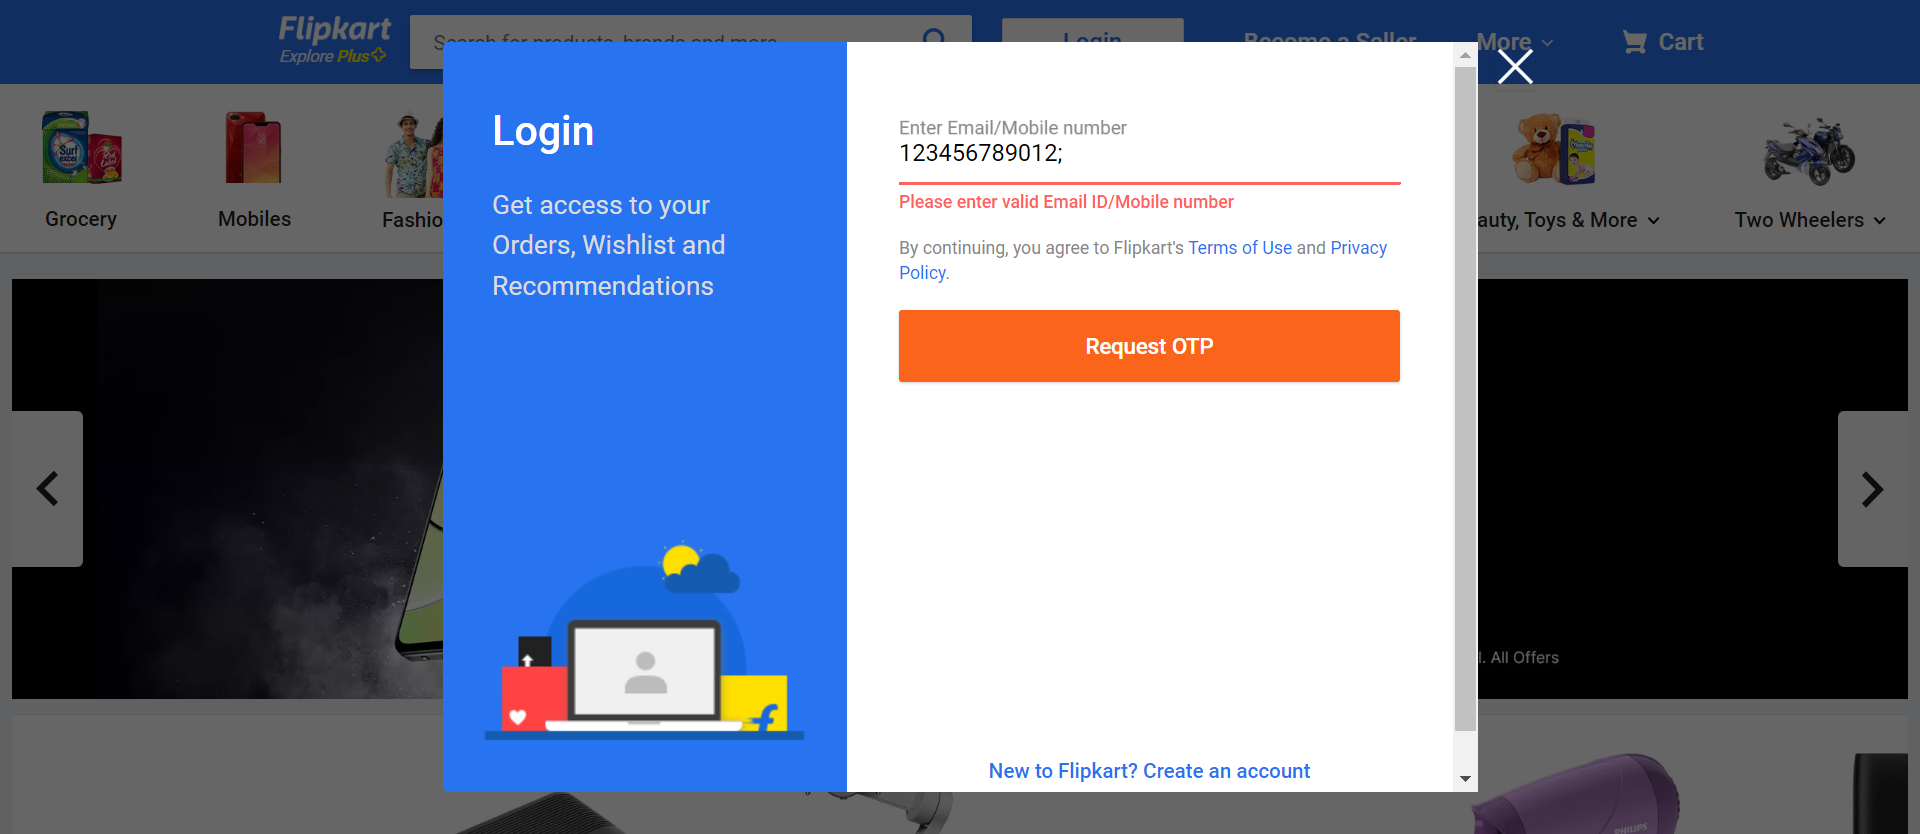 Flipkart
Explore Plus
Search for products, brands and more
Login
Become a Seller
More
Cart
Surf excel
Grocery
Mobiles
Fashio
auty, Toys & More
Two Wheelers
Login
Get access to your
Orders, Wishlist and
Recommendations
Enter Email/Mobile number
123456789012;
Please enter valid Email ID/Mobile number
By continuing, you agree to Flipkart's Terms of Use and Privacy
Policy.
Request OTP
l. All Offers
New to Flipkart? Create an account
PHILIPS